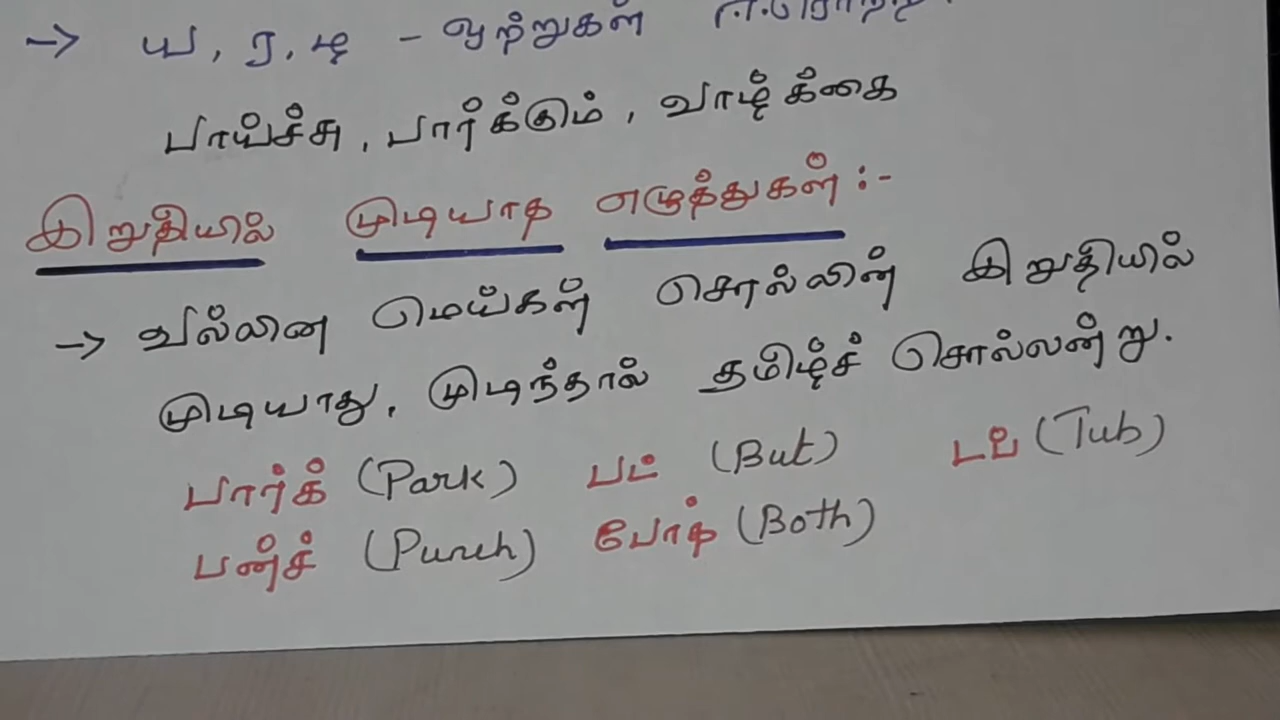 → ய, ர, ழ - ஒற்றுகள்
பாய்ச்சு, பார்க்கும், வாழ்க்கை
இறுதியில் முடியாத எழுத்துகள் :-
→ வல்லின மெய்கள் சொல்லின் இறுதியில்
முடியாது, முடிந்தால் தமிழ்ச் சொல்லன்று.
பார்க் (Park) பட் (But) டப் (Tub)
பன்ச் (Punch) போத் (Both)